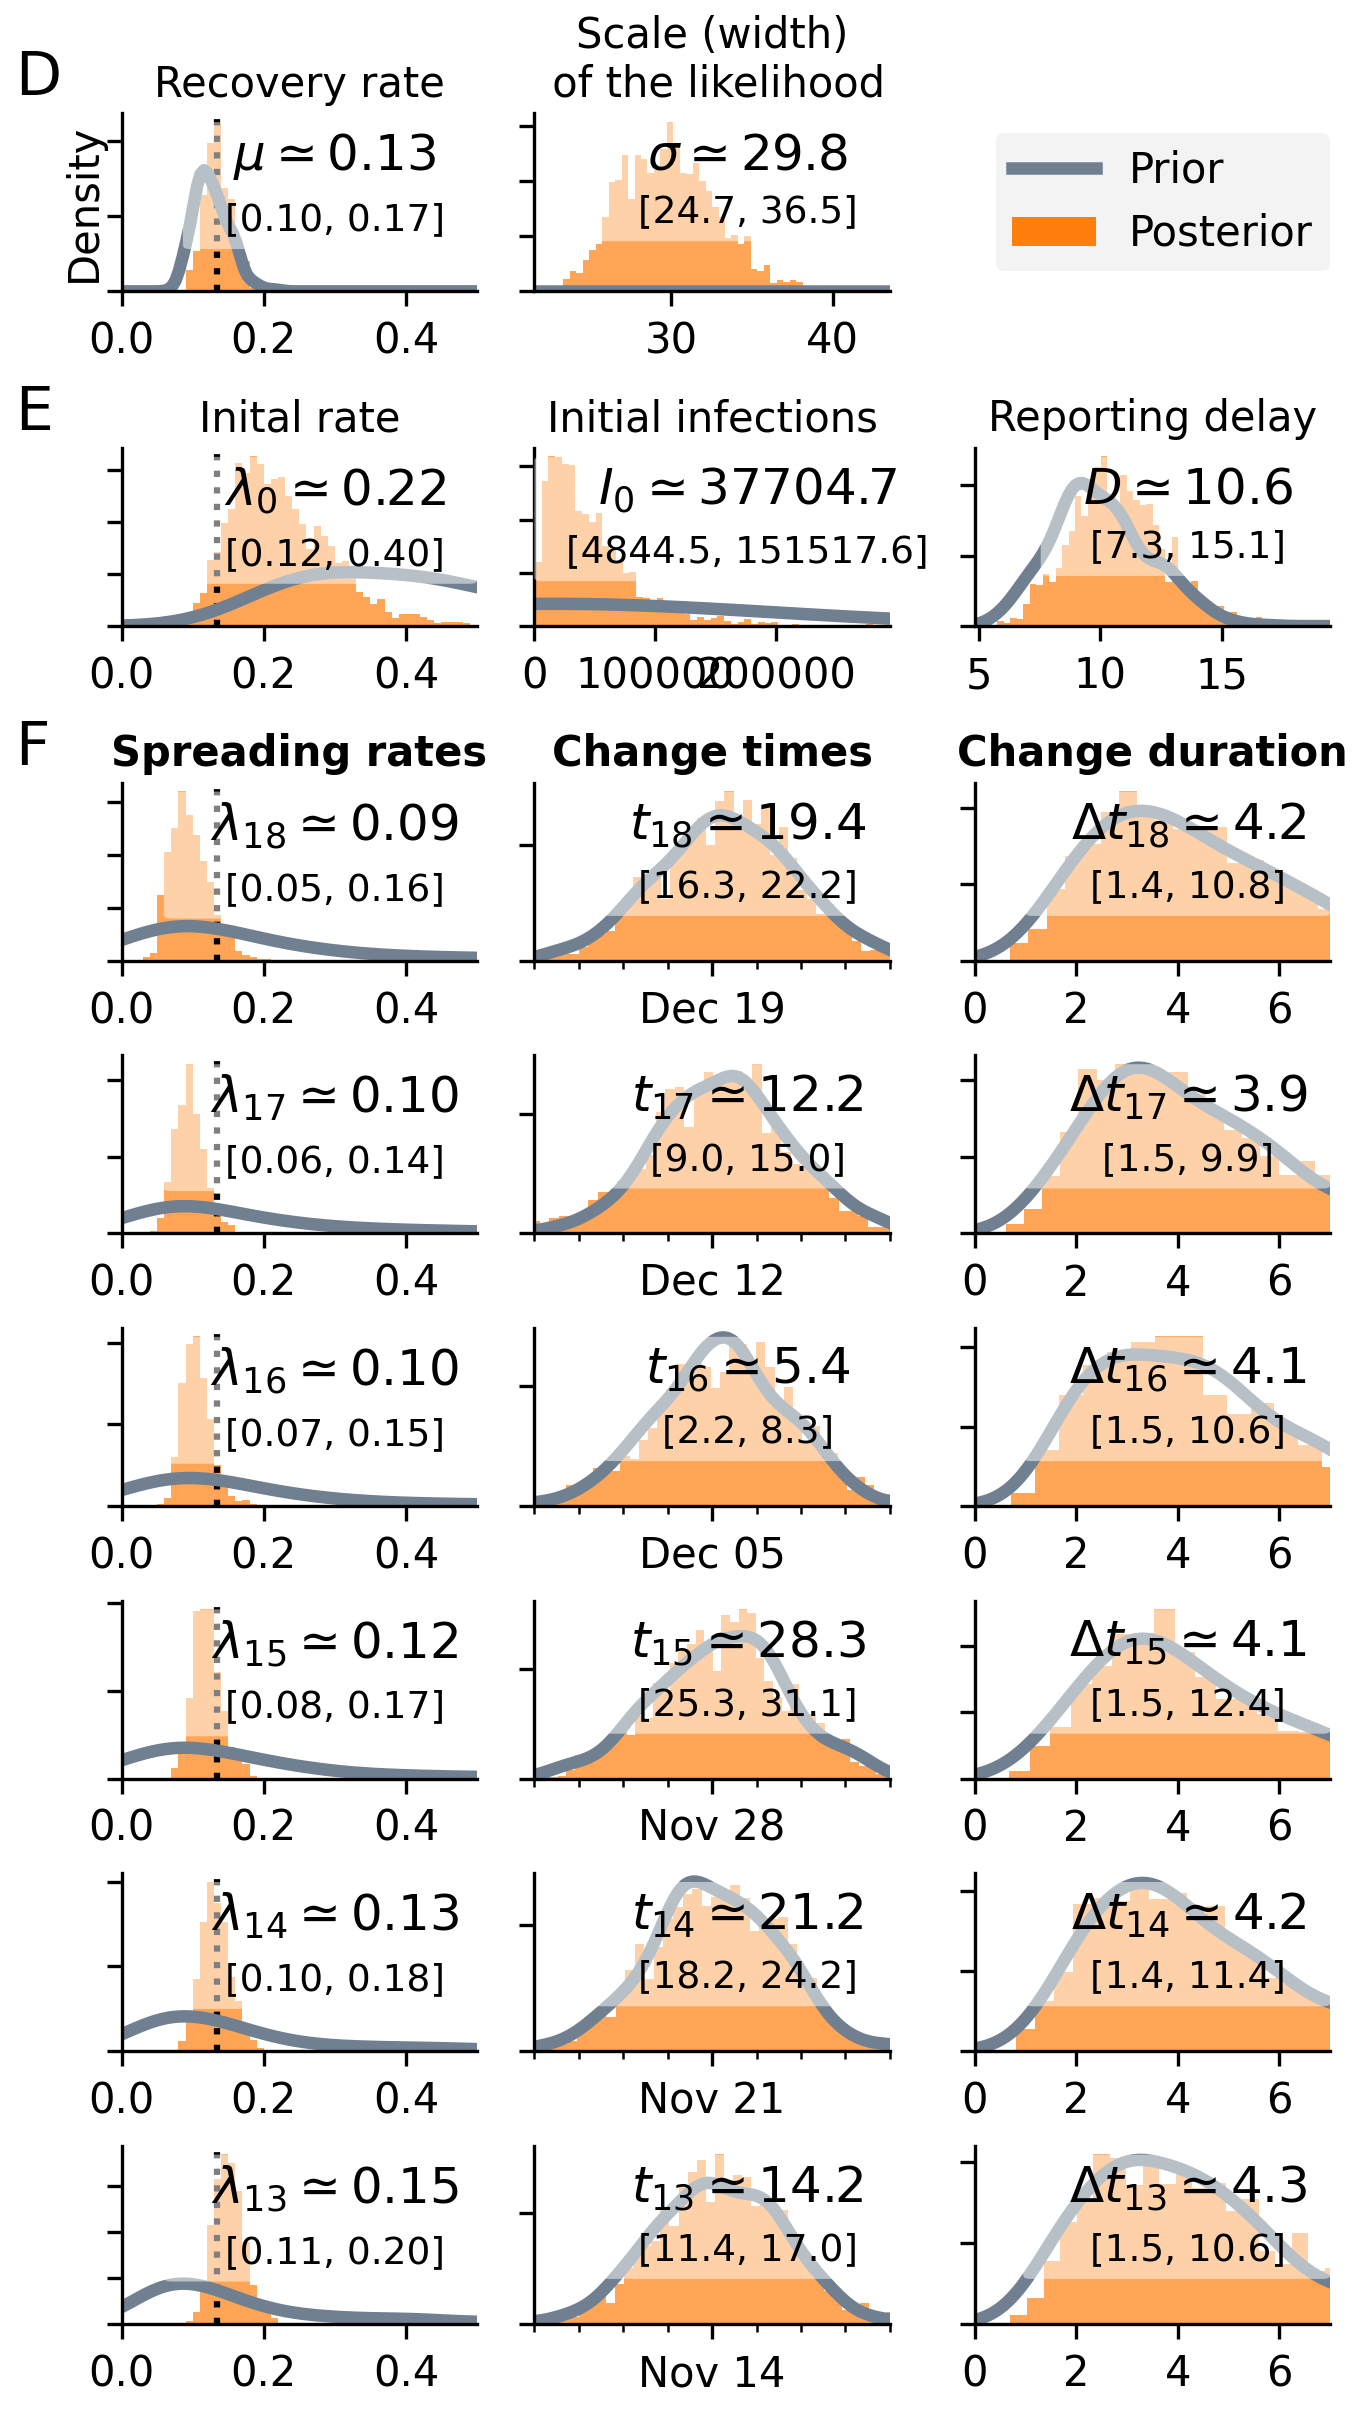 D
Recovery rate
Scale (width)
of the likelihood
Density
μ ≃ 0.13
[0.10, 0.17]
σ ≃ 29.8
[24.7, 36.5]
Prior
Posterior
0.0 0.2 0.4
30 40
E
Inital rate
Initial infections
Reporting delay
λ0 ≃ 0.22
[0.12, 0.40]
I0 ≃ 37704.7
[4844.5, 151517.6]
D ≃ 10.6
[7.3, 15.1]
0.0 0.2 0.4
0 100000 200000
5 10 15
F
Spreading rates
Change times
Change duration
λ18 ≃ 0.09
[0.05, 0.16]
t18 ≃ 19.4
[16.3, 22.2]
Δt18 ≃ 4.2
[1.4, 10.8]
0.0 0.2 0.4
Dec 19
0 2 4 6
λ17 ≃ 0.10
[0.06, 0.14]
t17 ≃ 12.2
[9.0, 15.0]
Δt17 ≃ 3.9
[1.5, 9.9]
0.0 0.2 0.4
Dec 12
0 2 4 6
λ16 ≃ 0.10
[0.07, 0.15]
t16 ≃ 5.4
[2.2, 8.3]
Δt16 ≃ 4.1
[1.5, 10.6]
0.0 0.2 0.4
Dec 05
0 2 4 6
λ15 ≃ 0.12
[0.08, 0.17]
t15 ≃ 28.3
[25.3, 31.1]
Δt15 ≃ 4.1
[1.5, 12.4]
0.0 0.2 0.4
Nov 28
0 2 4 6
λ14 ≃ 0.13
[0.10, 0.18]
t14 ≃ 21.2
[18.2, 24.2]
Δt14 ≃ 4.2
[1.4, 11.4]
0.0 0.2 0.4
Nov 21
0 2 4 6
λ13 ≃ 0.15
[0.11, 0.20]
t13 ≃ 14.2
[11.4, 17.0]
Δt13 ≃ 4.3
[1.5, 10.6]
0.0 0.2 0.4
Nov 14
0 2 4 6